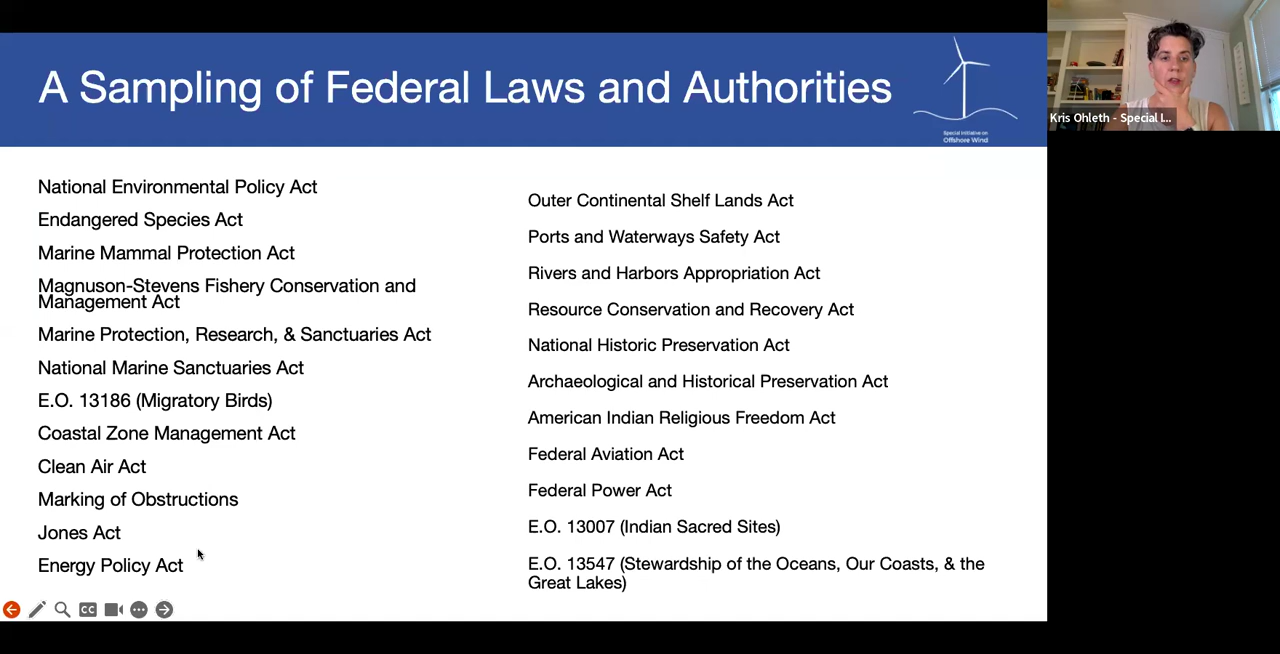 A Sampling of Federal Laws and Authorities
Special Initiative on
Offshore Wind
Kris Ohleth - Special I...
National Environmental Policy Act
Endangered Species Act
Marine Mammal Protection Act
Magnuson-Stevens Fishery Conservation and
Management Act
Marine Protection, Research, & Sanctuaries Act
National Marine Sanctuaries Act
E.O. 13186 (Migratory Birds)
Coastal Zone Management Act
Clean Air Act
Marking of Obstructions
Jones Act
Energy Policy Act
Outer Continental Shelf Lands Act
Ports and Waterways Safety Act
Rivers and Harbors Appropriation Act
Resource Conservation and Recovery Act
National Historic Preservation Act
Archaeological and Historical Preservation Act
American Indian Religious Freedom Act
Federal Aviation Act
Federal Power Act
E.O. 13007 (Indian Sacred Sites)
E.O. 13547 (Stewardship of the Oceans, Our Coasts, & the
Great Lakes)
CC